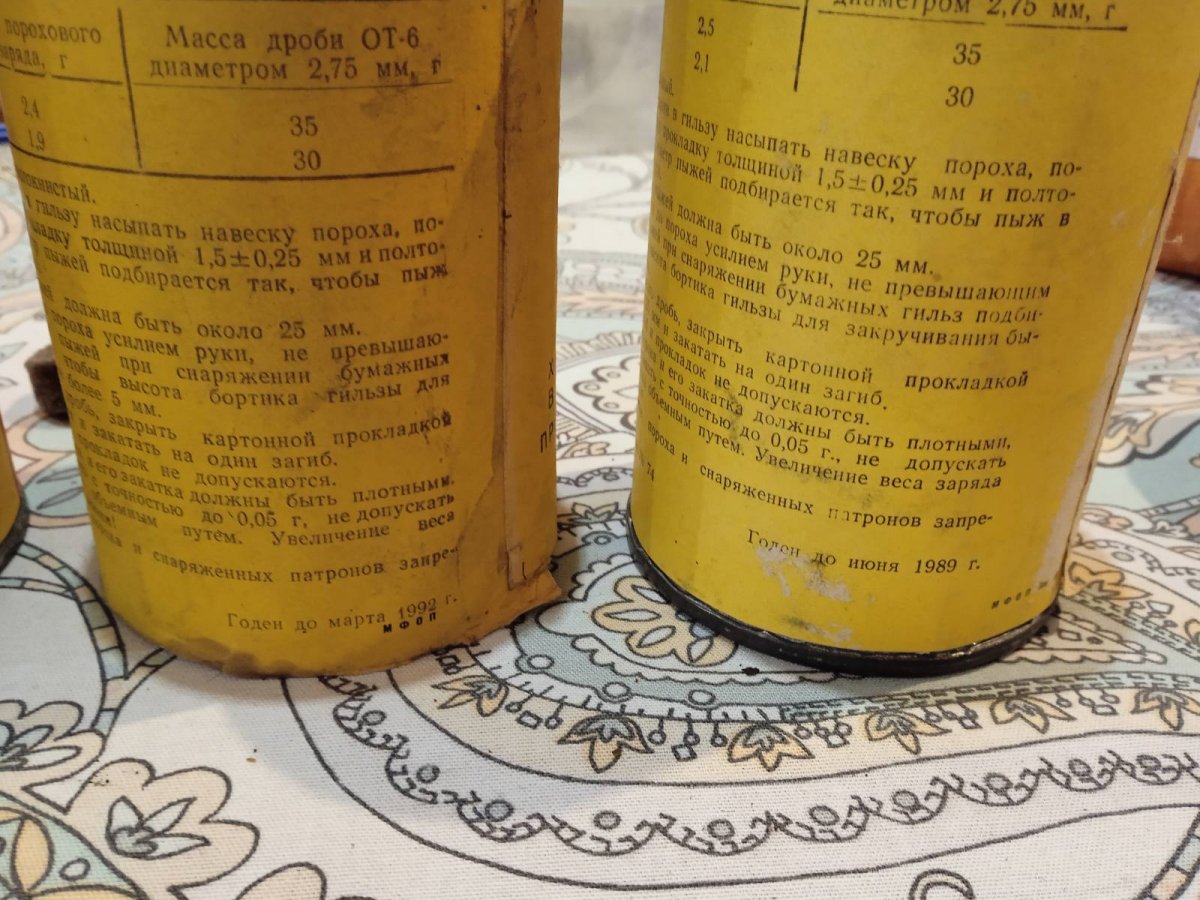 порохового
заряда, г
Масса дроби ОТ-6
диаметром 2,75 мм, г
2,4
35
1,9
30
гильзу насыпать навеску пороха, по-
толщиной 1,5±0,25 мм и полто-
пыжей подбирается так, чтобы пыж
должна быть около 25 мм.
пороха усилием руки, не превышаю-
пыжей при снаряжении бумажных
чтобы высота бортика гильзы для
более 5 мм.
закрыть картонной прокладкой
и закатать на один загиб.
прокладок не допускаются.
и его закатка должны быть плотными.
с точностью до 0,05 г, не допускать
объемным путем. Увеличение веса
и снаряженных патронов запре-
Годен до марта 1992 г.
МФОП
Х
В
ПР
диаметром 2,75 мм, г
2,5
35
2,1
30
в гильзу насыпать навеску пороха, по-
прокладку толщиной 1,5±0,25 мм и полто-
пыжей подбирается так, чтобы пыж в
должна быть около 25 мм.
пороха усилием руки, не превышающим
при снаряжении бумажных гильз подби-
бортика гильзы для закручивания бы-
дробь, закрыть картонной прокладкой
и закатать на один загиб.
прокладок не допускаются.
и его закатка должны быть плотными,
с точностью до 0,05 г., не допускать
объемным путем. Увеличение веса заряда
пороха и снаряженных патронов запре-
74
Годен до июня 1989 г.
МФОП